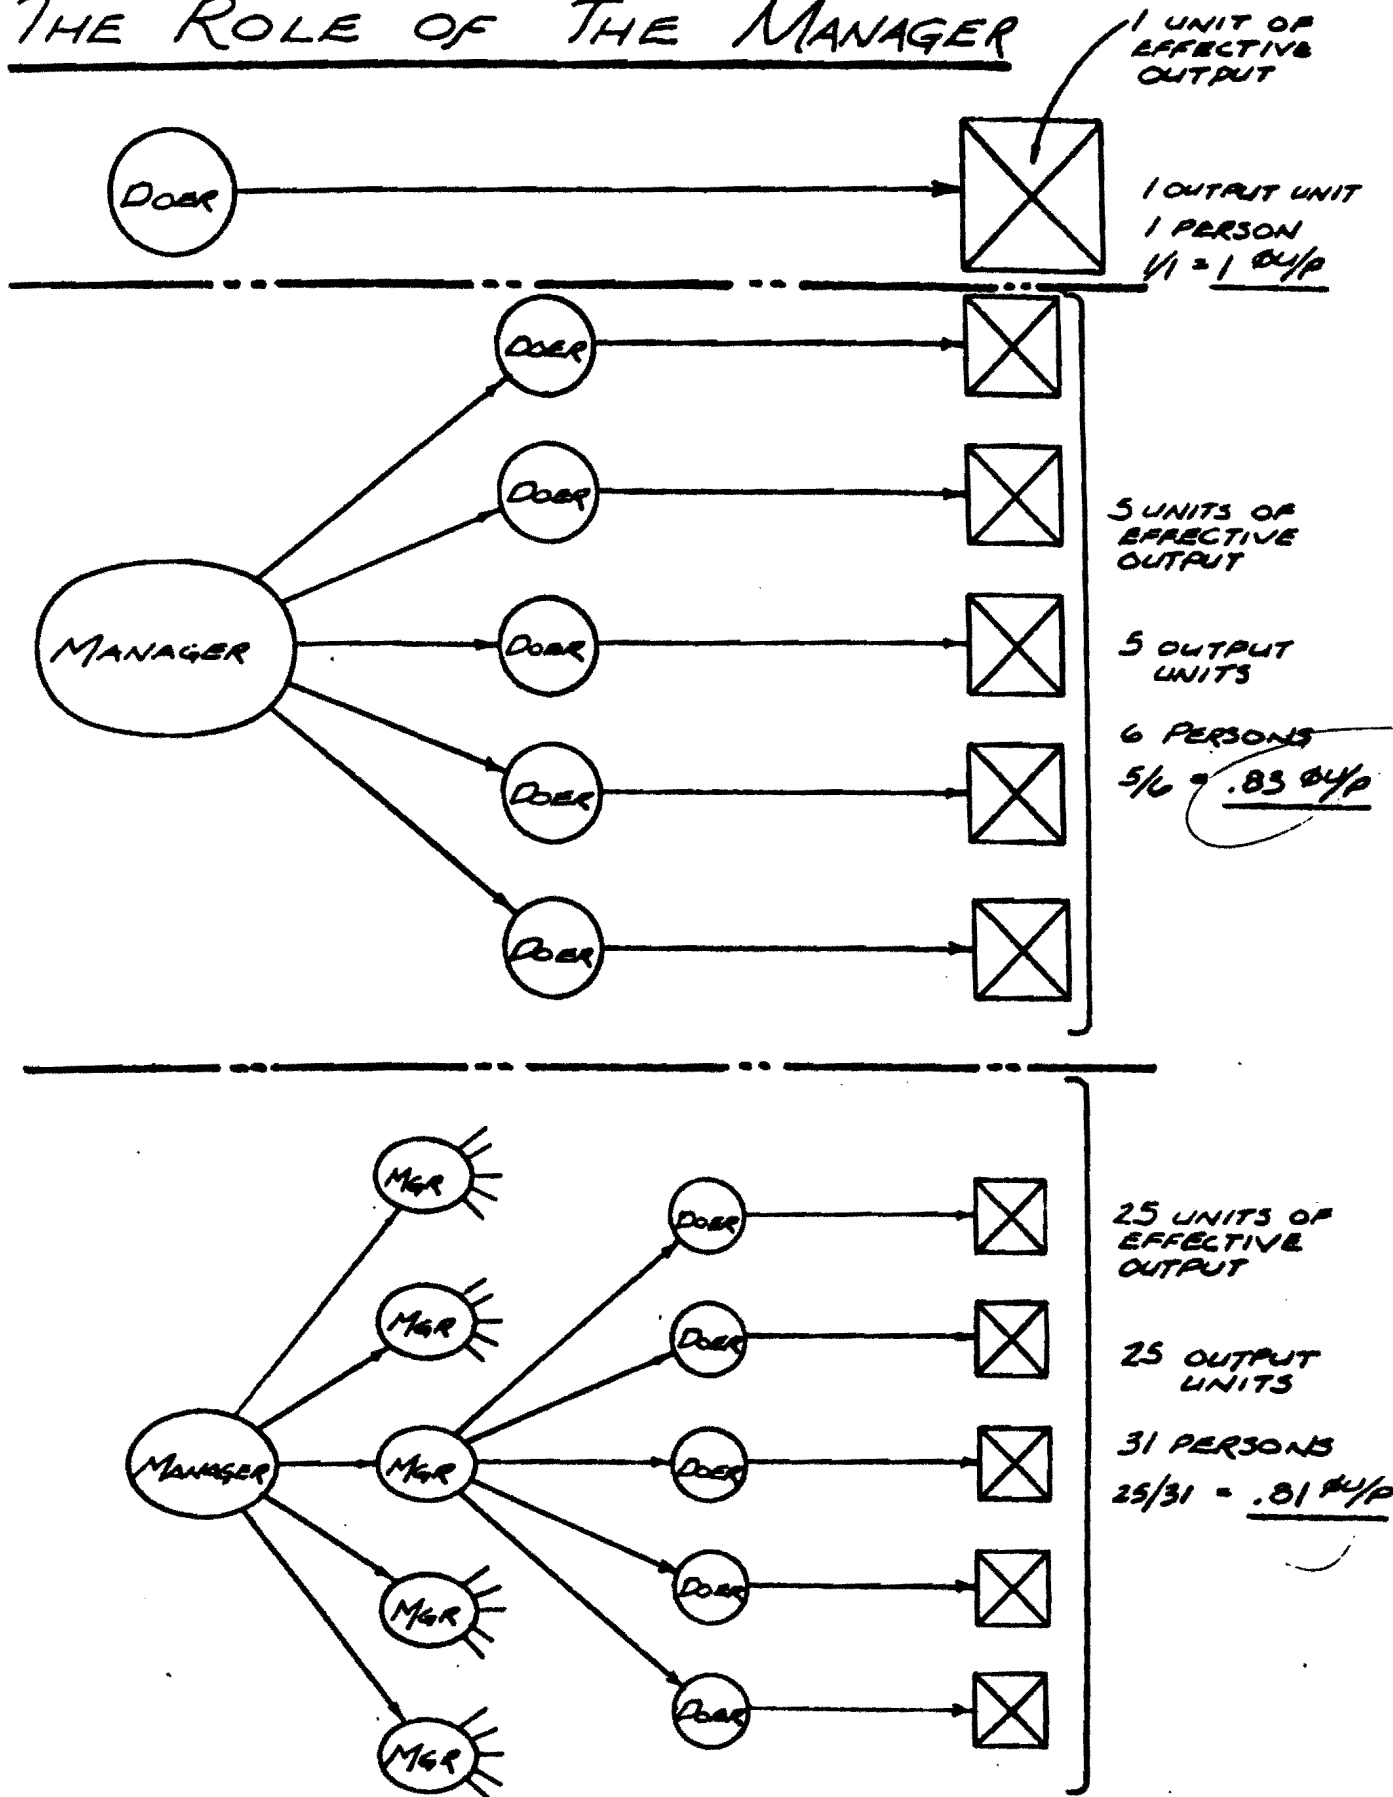 THE ROLE OF THE MANAGER
1 UNIT OF
EFFECTIVE
OUTPUT
DOER
1 OUTPUT UNIT
1 PERSON
1/1 = 1 OU/P
DOER
DOER
MANAGER
DOER
DOER
DOER
5 UNITS OF
EFFECTIVE
OUTPUT
5 OUTPUT
UNITS
6 PERSONS
5/6 = .83 OU/P
MGR
MGR
MANAGER
MGR
MGR
MGR
DOER
DOER
DOER
DOER
DOER
25 UNITS OF
EFFECTIVE
OUTPUT
25 OUTPUT
UNITS
31 PERSONS
25/31 = .81 OU/P